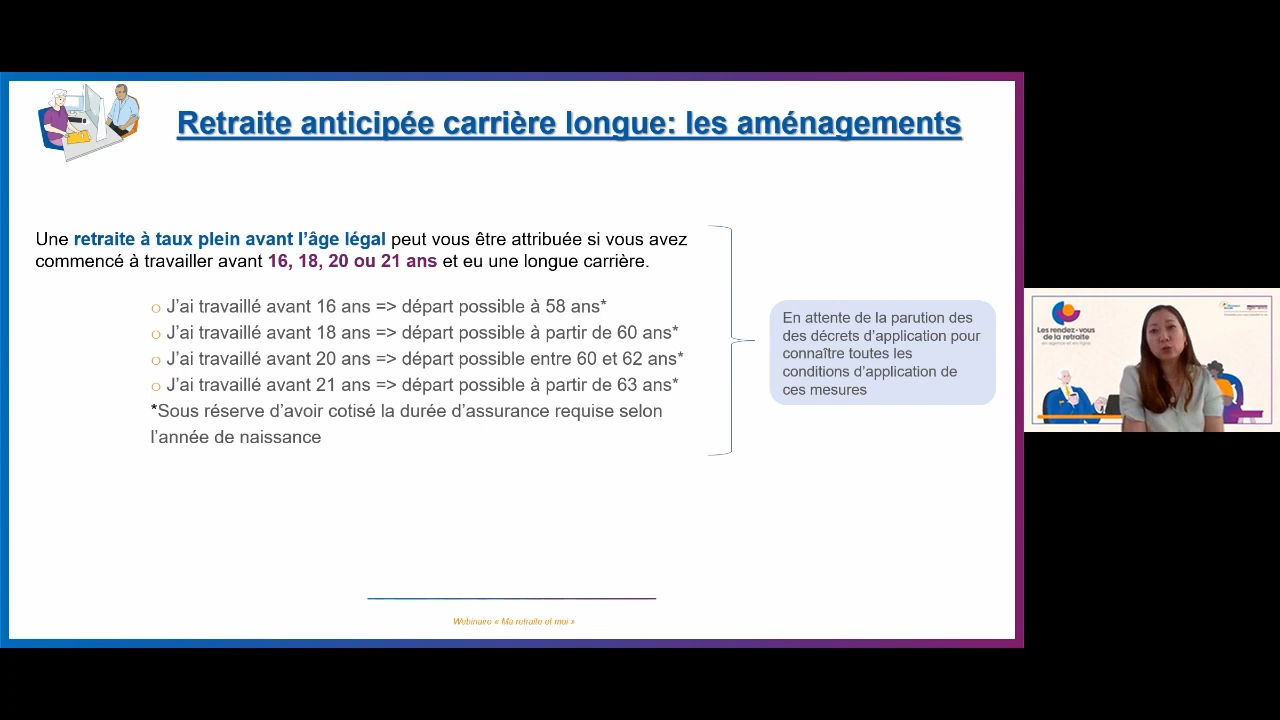 Retraite anticipée carrière longue: les aménagements
Une retraite à taux plein avant l’âge légal peut vous être attribuée si vous avez
commencé à travailler avant 16, 18, 20 ou 21 ans et eu une longue carrière.
o J’ai travaillé avant 16 ans => départ possible à 58 ans*
o J’ai travaillé avant 18 ans => départ possible à partir de 60 ans*
o J’ai travaillé avant 20 ans => départ possible entre 60 et 62 ans*
o J’ai travaillé avant 21 ans => départ possible à partir de 63 ans*
*Sous réserve d’avoir cotisé la durée d’assurance requise selon
l’année de naissance
En attente de la parution des
des décrets d’application pour
connaître toutes les
conditions d’application de
ces mesures
Webinaire « Ma retraite et moi »
Les rendez-vous
de la retraite
en agence et en ligne